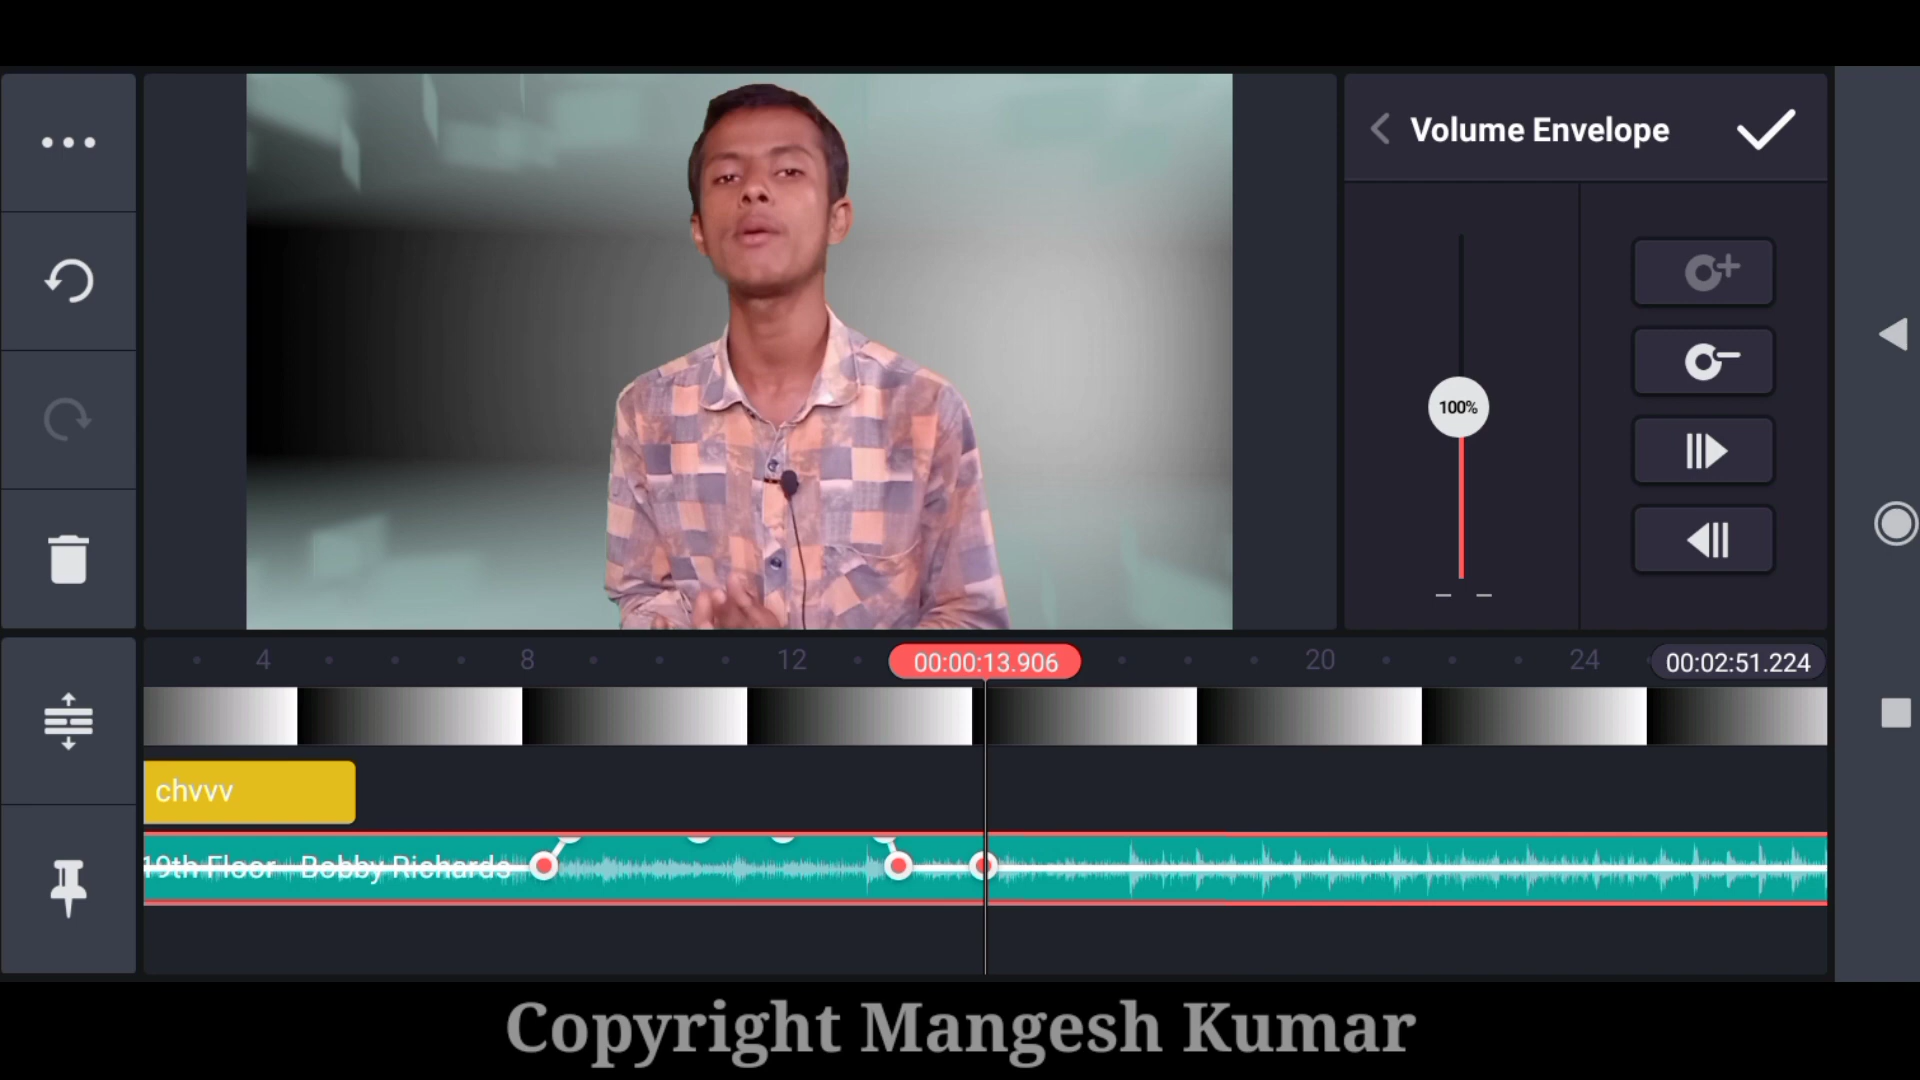 Volume Envelope
100%
4
8
12
00:00:13.906
20
24
00:02:51.224
chvvv
19th Floor - Bobby Richards
Copyright Mangesh Kumar